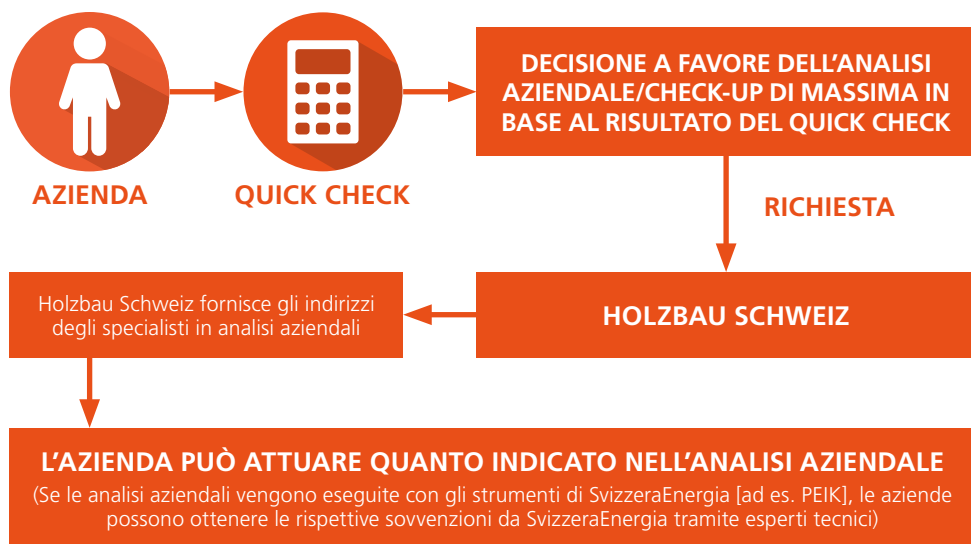 AZIENDA
QUICK CHECK
DECISIONE A FAVORE DELL'ANALISI
AZIENDALE/CHECK-UP DI MASSIMA IN
BASE AL RISULTATO DEL QUICK CHECK
RICHIESTA
HOLZBAU SCHWEIZ
Holzbau Schweiz fornisce gli indirizzi
degli specialisti in analisi aziendali
L'AZIENDA PUÒ ATTUARE QUANTO INDICATO NELL'ANALISI AZIENDALE
(Se le analisi aziendali vengono eseguite con gli strumenti di SvizzeraEnergia [ad es. PEIK], le aziende
possono ottenere le rispettive sovvenzioni da SvizzeraEnergia tramite esperti tecnici)